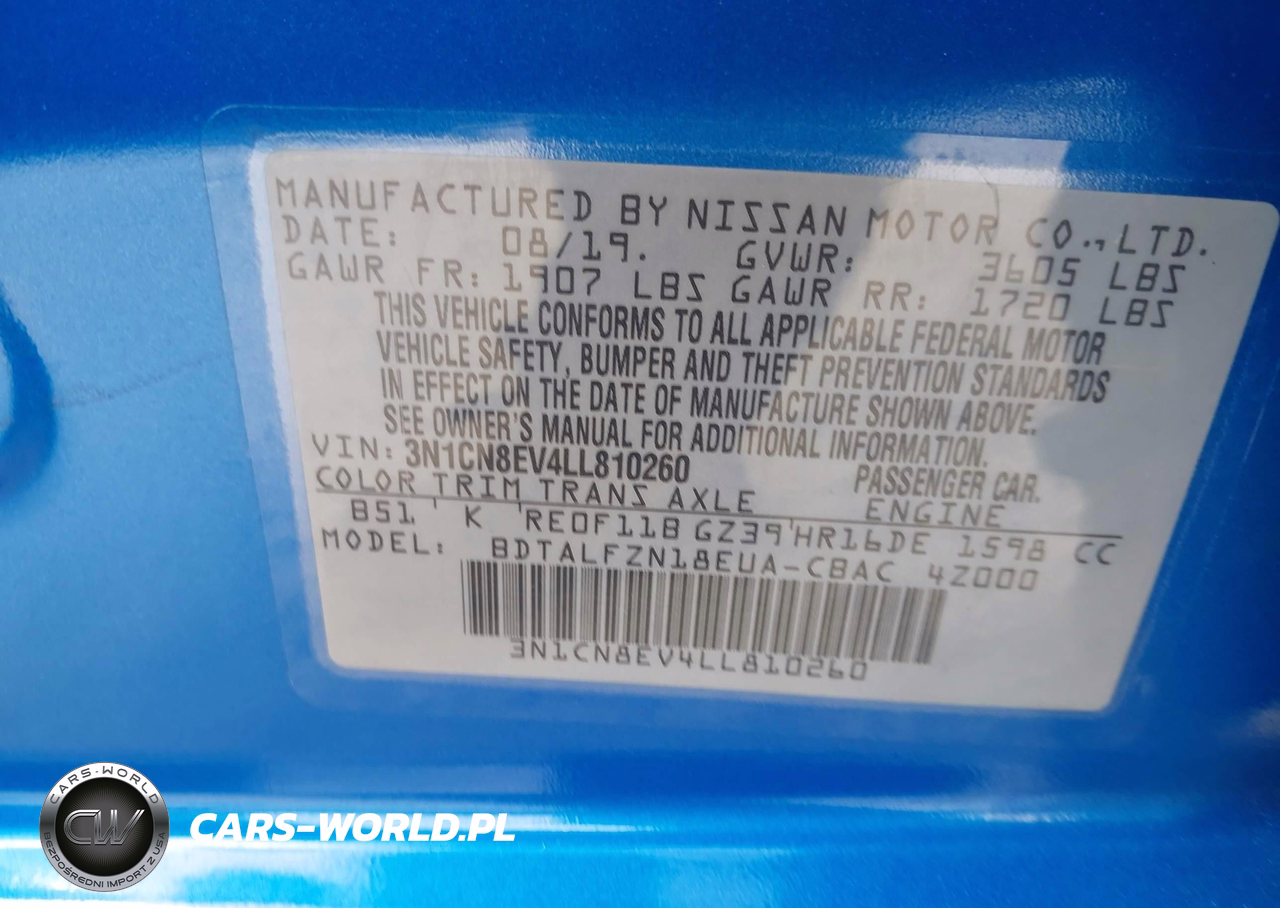 MANUFACTURED BY NISSAN MOTOR CO., LTD.
DATE: 08/19. GVWR: 3605 LBS
GAWR FR: 1907 LBS GAWR RR: 1720 LBS
THIS VEHICLE CONFORMS TO ALL APPLICABLE FEDERAL MOTOR
VEHICLE SAFETY, BUMPER AND THEFT PREVENTION STANDARDS
IN EFFECT ON THE DATE OF MANUFACTURE SHOWN ABOVE.
SEE OWNER'S MANUAL FOR ADDITIONAL INFORMATION.
VIN: 3N1CN8EV4LL810260 PASSENGER CAR.
COLOR TRIM TRANS AXLE ENGINE
B51 K RE0F11B GZ39 HR16DE 1598 CC
MODEL: BDTALFZN18EUA-CBAC 4Z000
3N1CN8EV4LL810260
CARS-WORLD
CW
BEZPOŚREDNI IMPORT Z USA
CARS-WORLD.PL